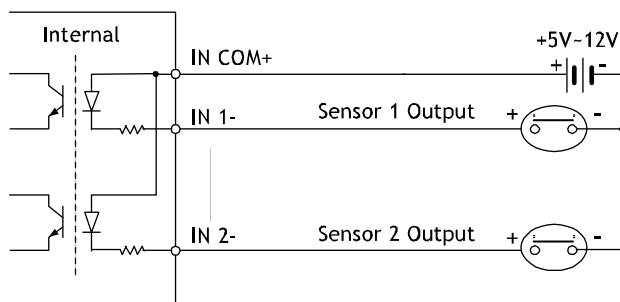 Internal
+5V~12V
IN COM+
+ -
IN 1-
Sensor 1 Output
+ -
IN 2-
Sensor 2 Output
+ -